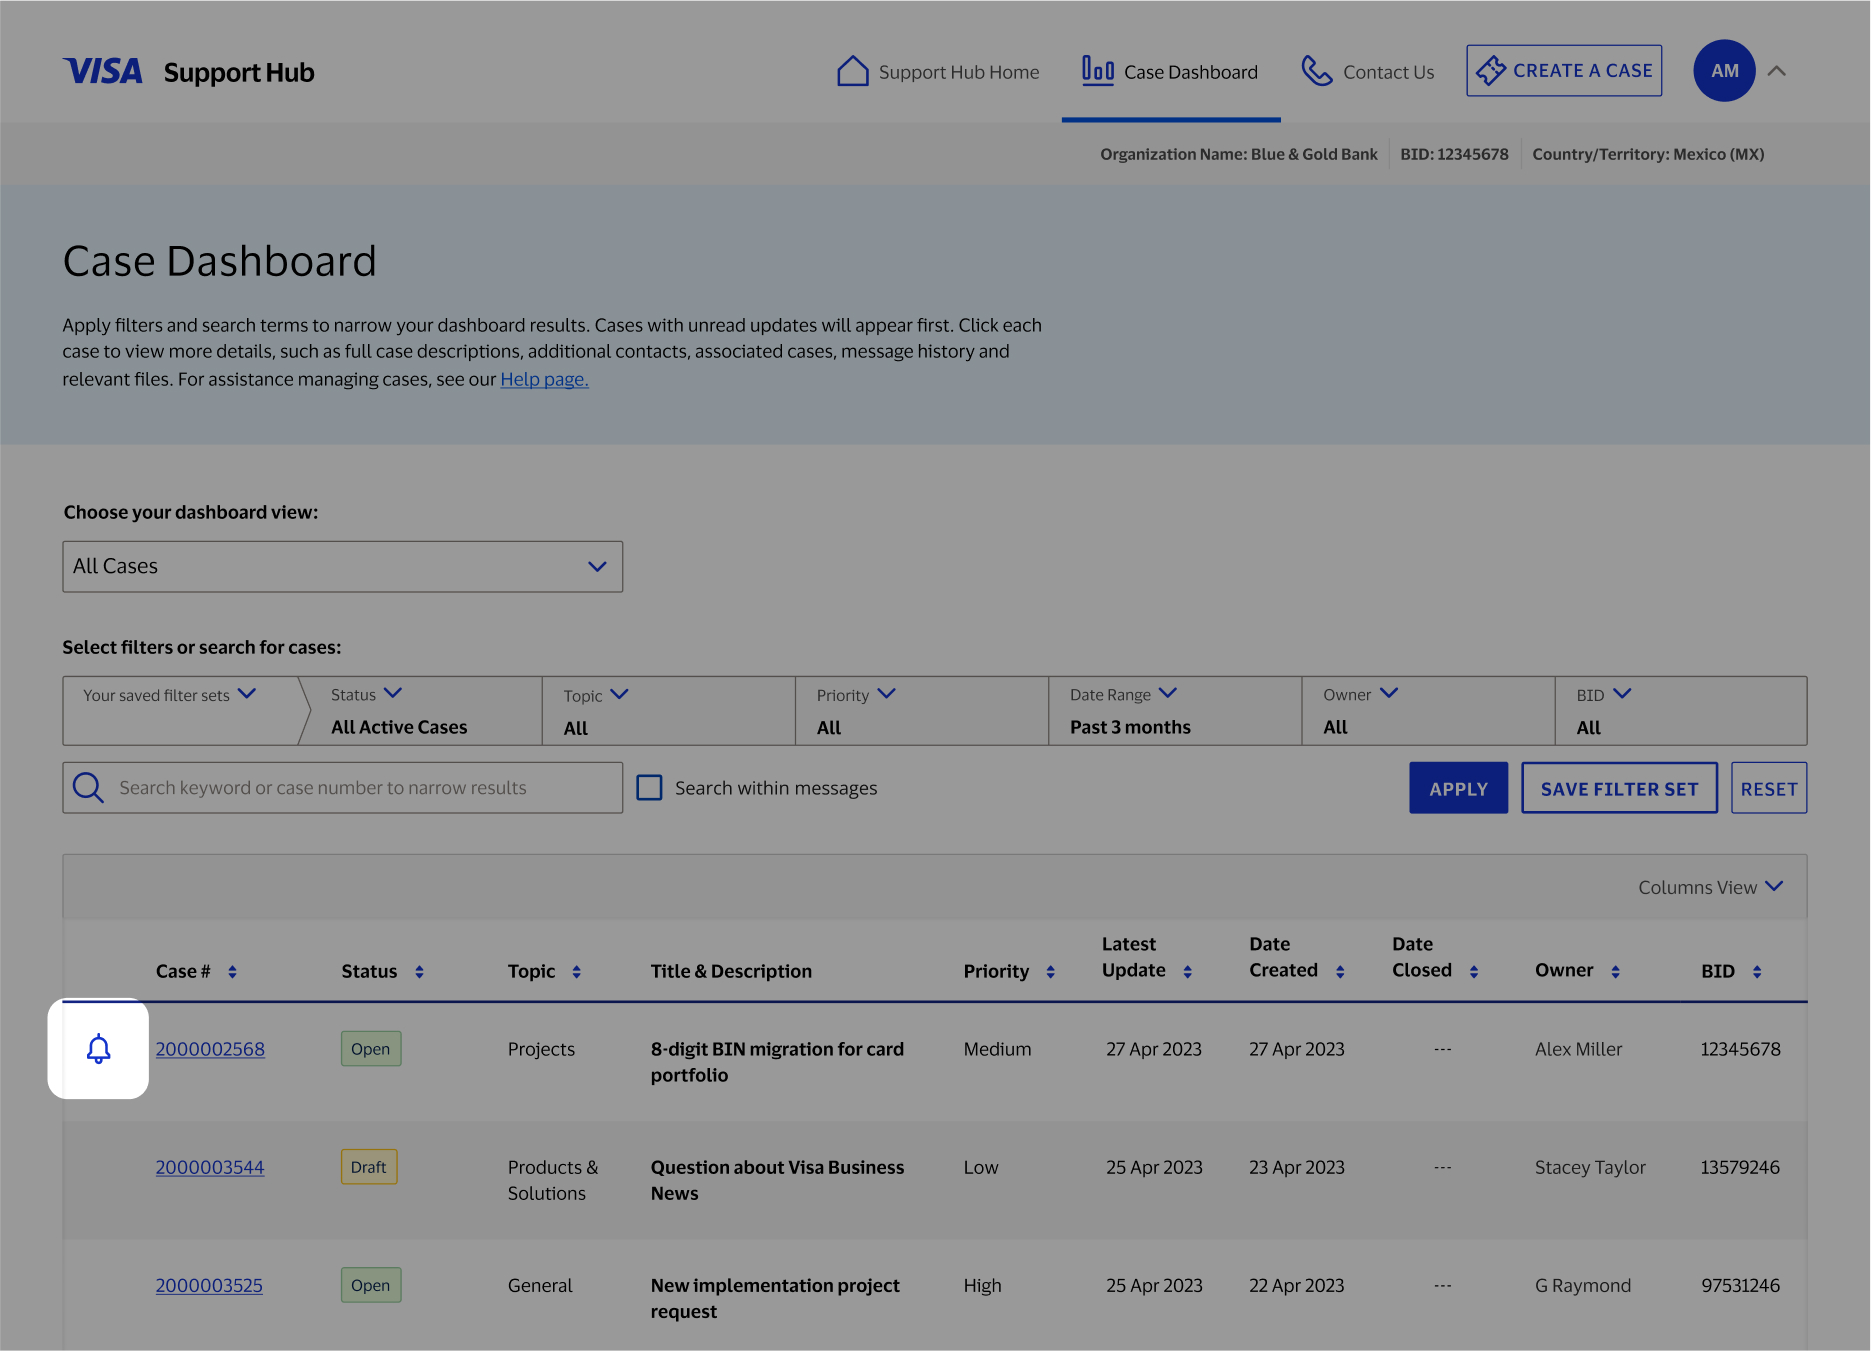 VISA Support Hub
Support Hub Home
Case Dashboard
Contact Us
CREATE A CASE
AM
Organization Name: Blue & Gold Bank
BID: 12345678
Country/Territory: Mexico (MX)
Case Dashboard
Apply filters and search terms to narrow your dashboard results. Cases with unread updates will appear first. Click each
case to view more details, such as full case descriptions, additional contacts, associated cases, message history and
relevant files. For assistance managing cases, see our Help page.
Choose your dashboard view:
All Cases
Select filters or search for cases:
Your saved filter sets
Status
All Active Cases
Topic
All
Priority
All
Date Range
Past 3 months
Owner
All
BID
All
Search keyword or case number to narrow results
Search within messages
APPLY
SAVE FILTER SET
RESET
Columns View
Case #
Status
Topic
Title & Description
Priority
Latest
Update
Date
Created
Date
Closed
Owner
BID
2000002568
Open
Projects
8-digit BIN migration for card
portfolio
Medium
27 Apr 2023
27 Apr 2023
---
Alex Miller
12345678
2000003544
Draft
Products &
Solutions
Question about Visa Business
News
Low
25 Apr 2023
23 Apr 2023
---
Stacey Taylor
13579246
2000003525
Open
General
New implementation project
request
High
25 Apr 2023
22 Apr 2023
---
G Raymond
97531246